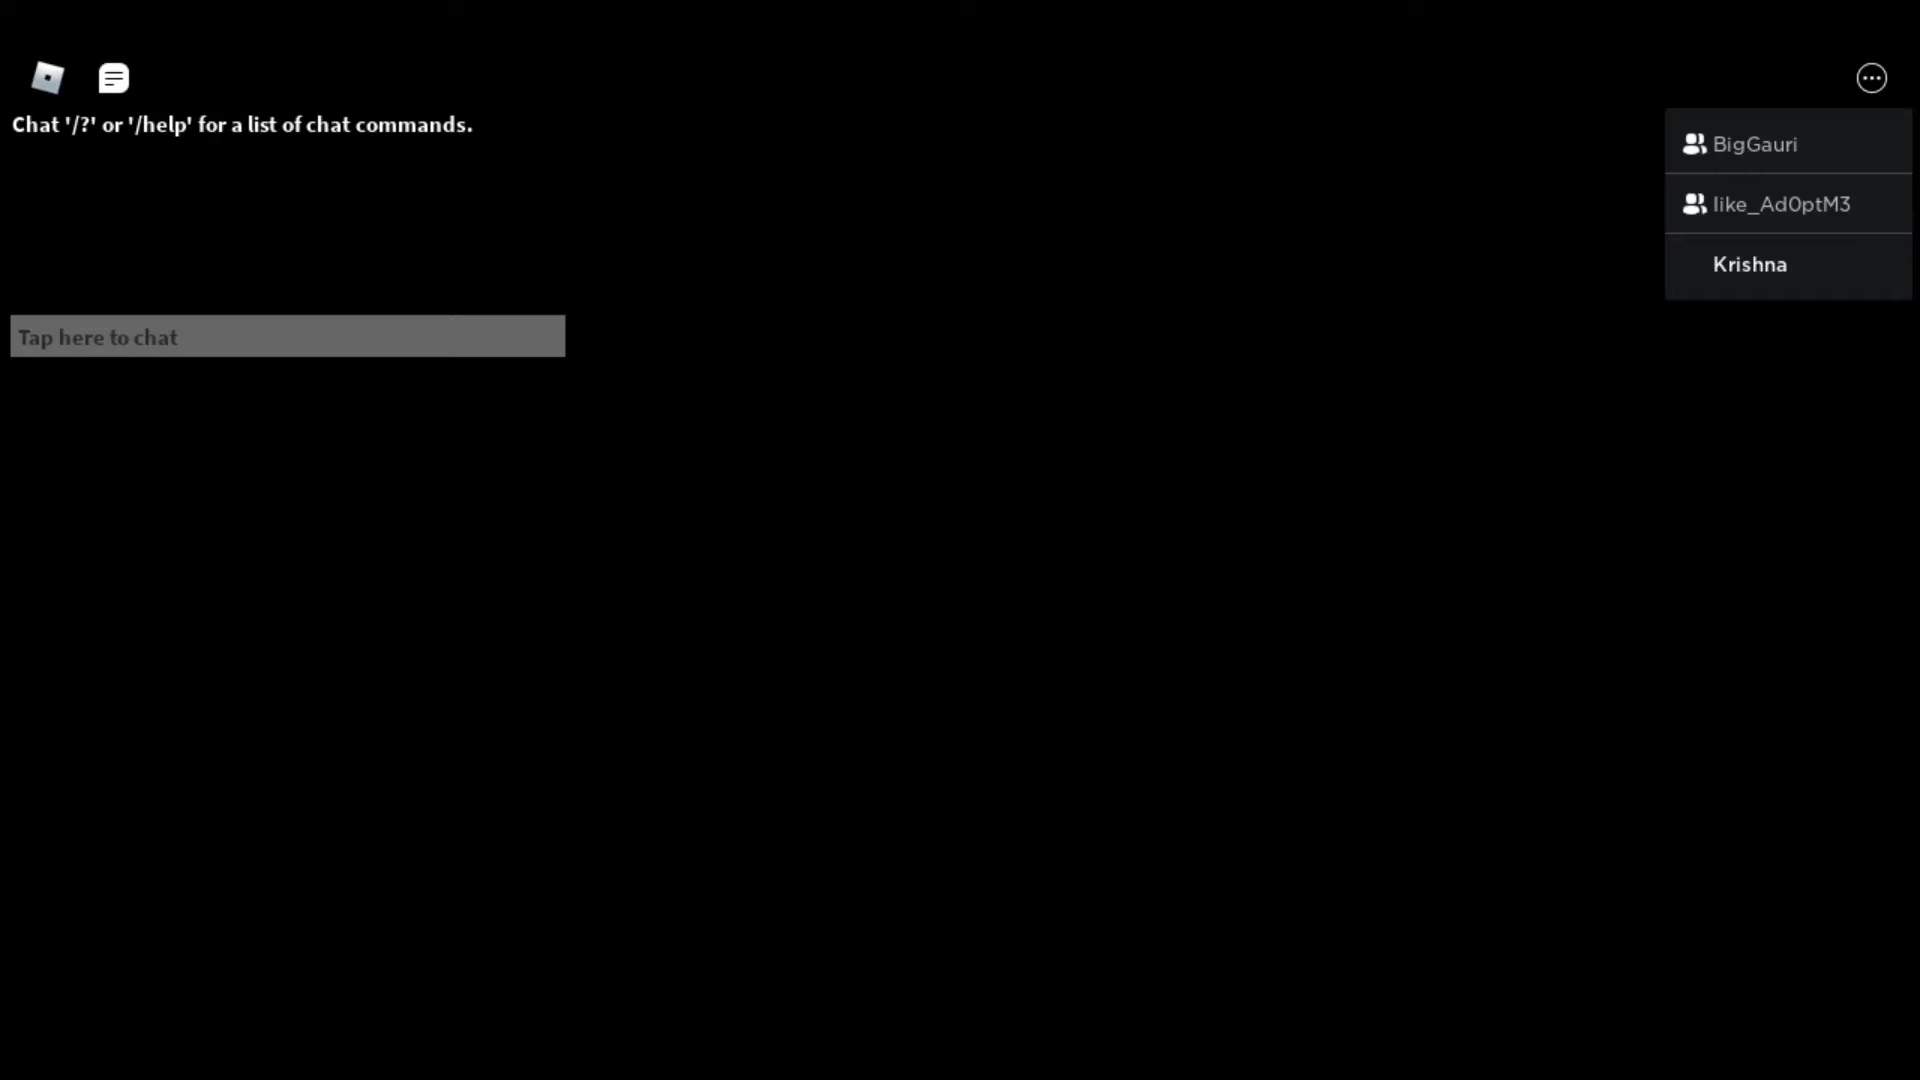 Chat '/?' or '/help' for a list of chat commands.
BigGauri
like_Ad0ptM3
Krishna
Tap here to chat